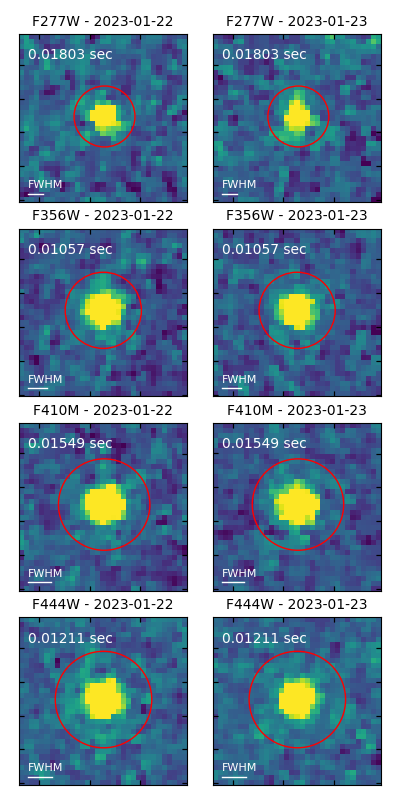 F277W - 2023-01-22
F277W - 2023-01-23
0.01803 sec
0.01803 sec
FWHM
FWHM
F356W - 2023-01-22
F356W - 2023-01-23
0.01057 sec
0.01057 sec
FWHM
FWHM
F410M - 2023-01-22
F410M - 2023-01-23
0.01549 sec
0.01549 sec
FWHM
FWHM
F444W - 2023-01-22
F444W - 2023-01-23
0.01211 sec
0.01211 sec
FWHM
FWHM